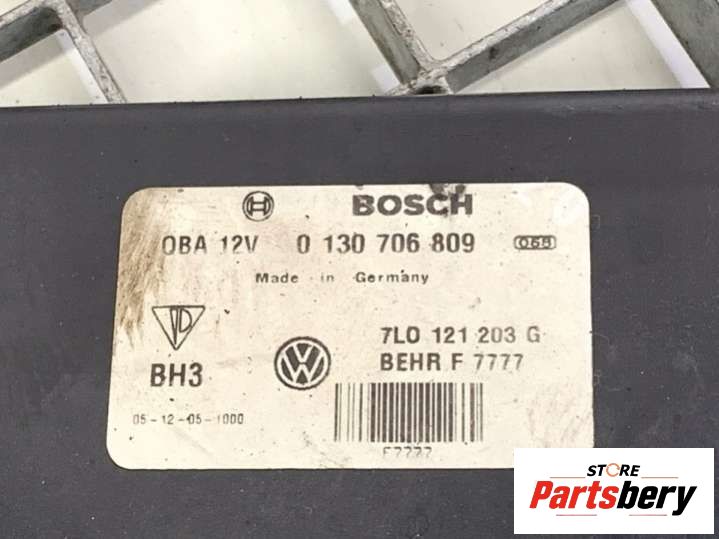 BOSCH
QBA 12V 0 130 706 809
Made in Germany
7L0 121 203 G
BH3 BEHR F 7777
05-12-05-1000
F7777
STORE
Partsbery